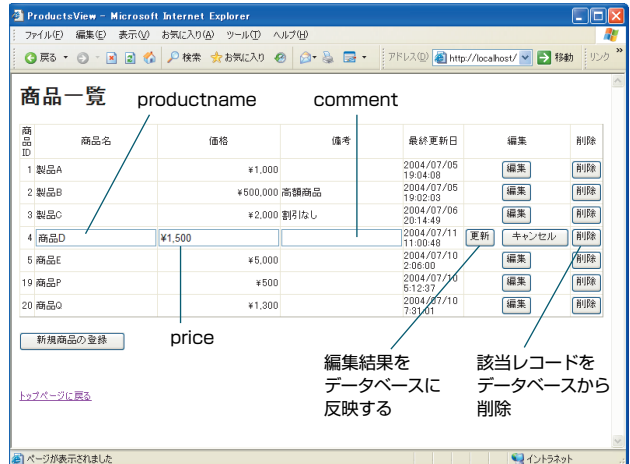 ProductsView - Microsoft Internet Explorer
ファイル(F) 編集(E) 表示(V) お気に入り(A) ツール(T) ヘルプ(H)
戻る 検索 お気に入り アドレス(D) http://localhost/ 移動 リンク »
商品一覧
productname comment
商品ID 商品名 価格 備考 最終更新日 編集 削除
1 製品A ¥1,000 2004/07/05 19:04:08 編集 削除
2 製品B ¥500,000 高額商品 2004/07/05 19:02:03 編集 削除
3 製品C ¥2,000 割引なし 2004/07/06 20:14:49 編集 削除
4 商品D ¥1,500 2004/07/11 11:00:48 更新 キャンセル 削除
5 商品E ¥5,000 2004/07/10 2:06:00 編集 削除
19 商品P ¥500 2004/07/10 5:12:37 編集 削除
20 商品Q ¥1,300 2004/07/10 7:31:01 編集 削除
新規商品の登録
price
編集結果を
データベースに
反映する
該当レコードを
データベースから
削除
トップページに戻る
ページが表示されました イントラネット